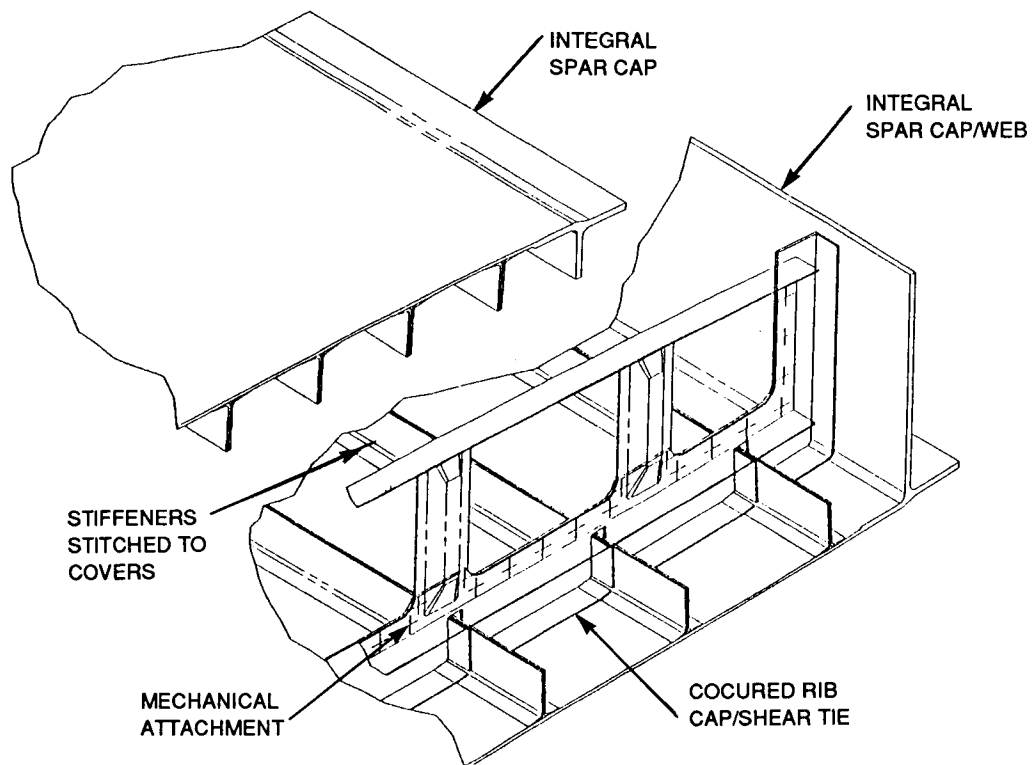 INTEGRAL
SPAR CAP
INTEGRAL
SPAR CAP/WEB
STIFFENERS
STITCHED TO
COVERS
MECHANICAL
ATTACHMENT
COCURED RIB
CAP/SHEAR TIE